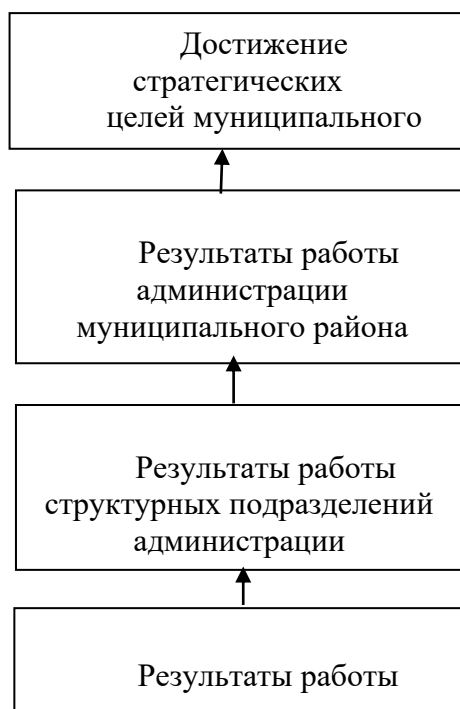 Достижение
стратегических
целей муниципального
Результаты работы
администрации
муниципального района
Результаты работы
структурных подразделений
администрации
Результаты работы